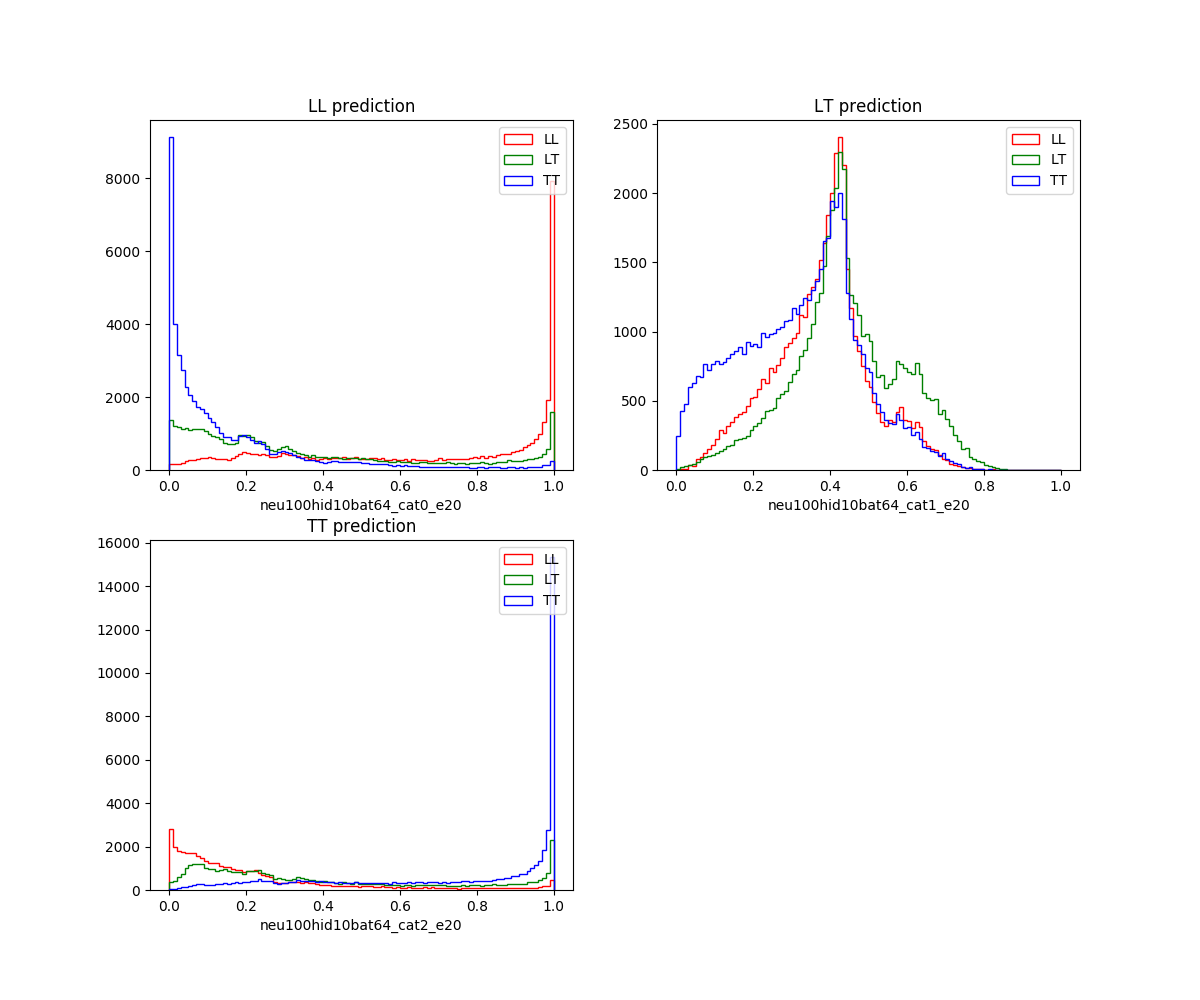 LL prediction
8000
6000
4000
2000
0
0.0 0.2 0.4 0.6 0.8 1.0
neu100hid10bat64_cat0_e20
LL
LT
TT
LT prediction
2500
2000
1500
1000
500
0
0.0 0.2 0.4 0.6 0.8 1.0
neu100hid10bat64_cat1_e20
LL
LT
TT
TT prediction
16000
14000
12000
10000
8000
6000
4000
2000
0
0.0 0.2 0.4 0.6 0.8 1.0
neu100hid10bat64_cat2_e20
LL
LT
TT